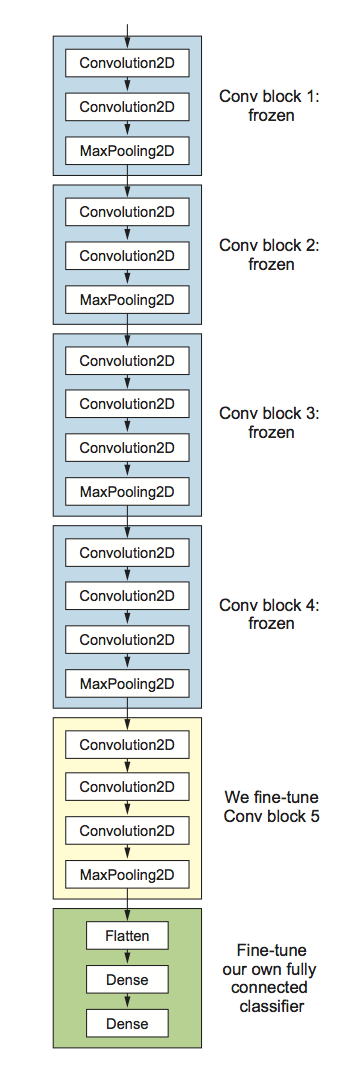 Convolution2D
Convolution2D
MaxPooling2D
Conv block 1:
frozen
Convolution2D
Convolution2D
MaxPooling2D
Conv block 2:
frozen
Convolution2D
Convolution2D
Convolution2D
MaxPooling2D
Conv block 3:
frozen
Convolution2D
Convolution2D
Convolution2D
MaxPooling2D
Conv block 4:
frozen
Convolution2D
Convolution2D
Convolution2D
MaxPooling2D
We fine-tune
Conv block 5
Flatten
Dense
Dense
Fine-tune
our own fully
connected
classifier